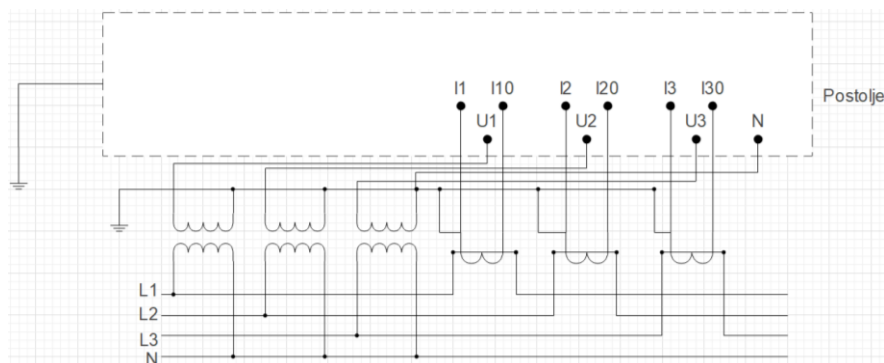 I1 I10 I2 I20 I3 I30
Postolje
U1 U2 U3 N
L1
L2
L3
N